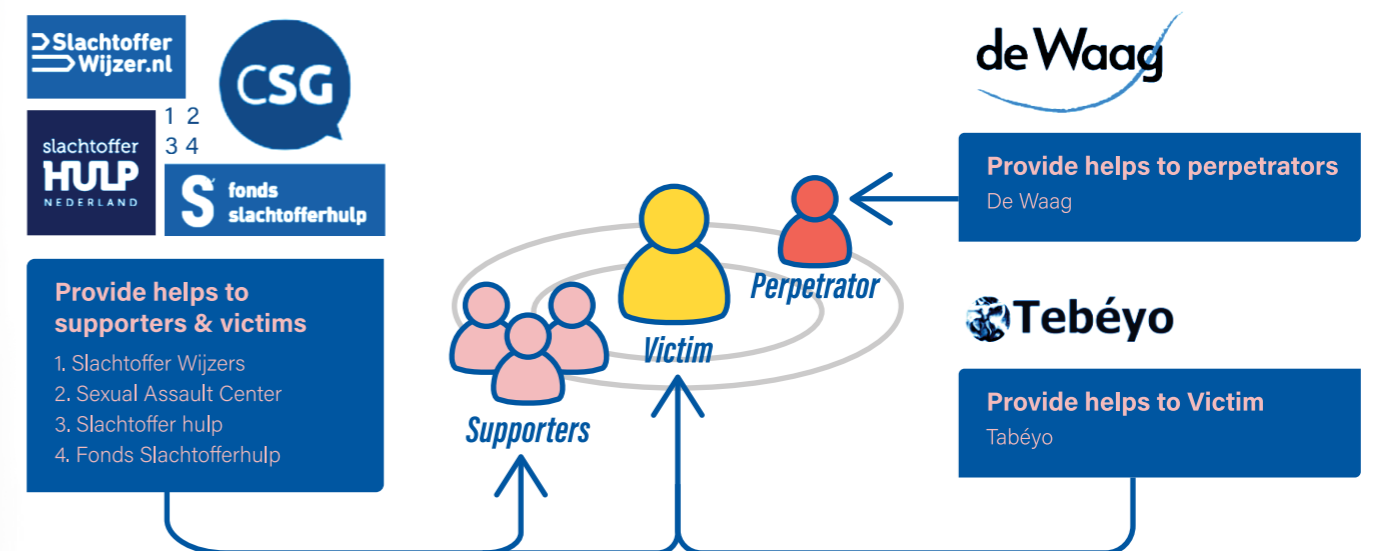 Slachtoffer
Wijzer.nl
CSG
1 2
3 4
slachtoffer
HULP
NEDERLAND
S fonds
slachtofferhulp
Provide helps to
supporters & victims
1. Slachtoffer Wijzers
2. Sexual Assault Center
3. Slachtoffer hulp
4. Fonds Slachtofferhulp
Supporters
Victim
Perpetrator
de Waag
Provide helps to perpetrators
De Waag
Tebéyo
Provide helps to Victim
Tabéyo